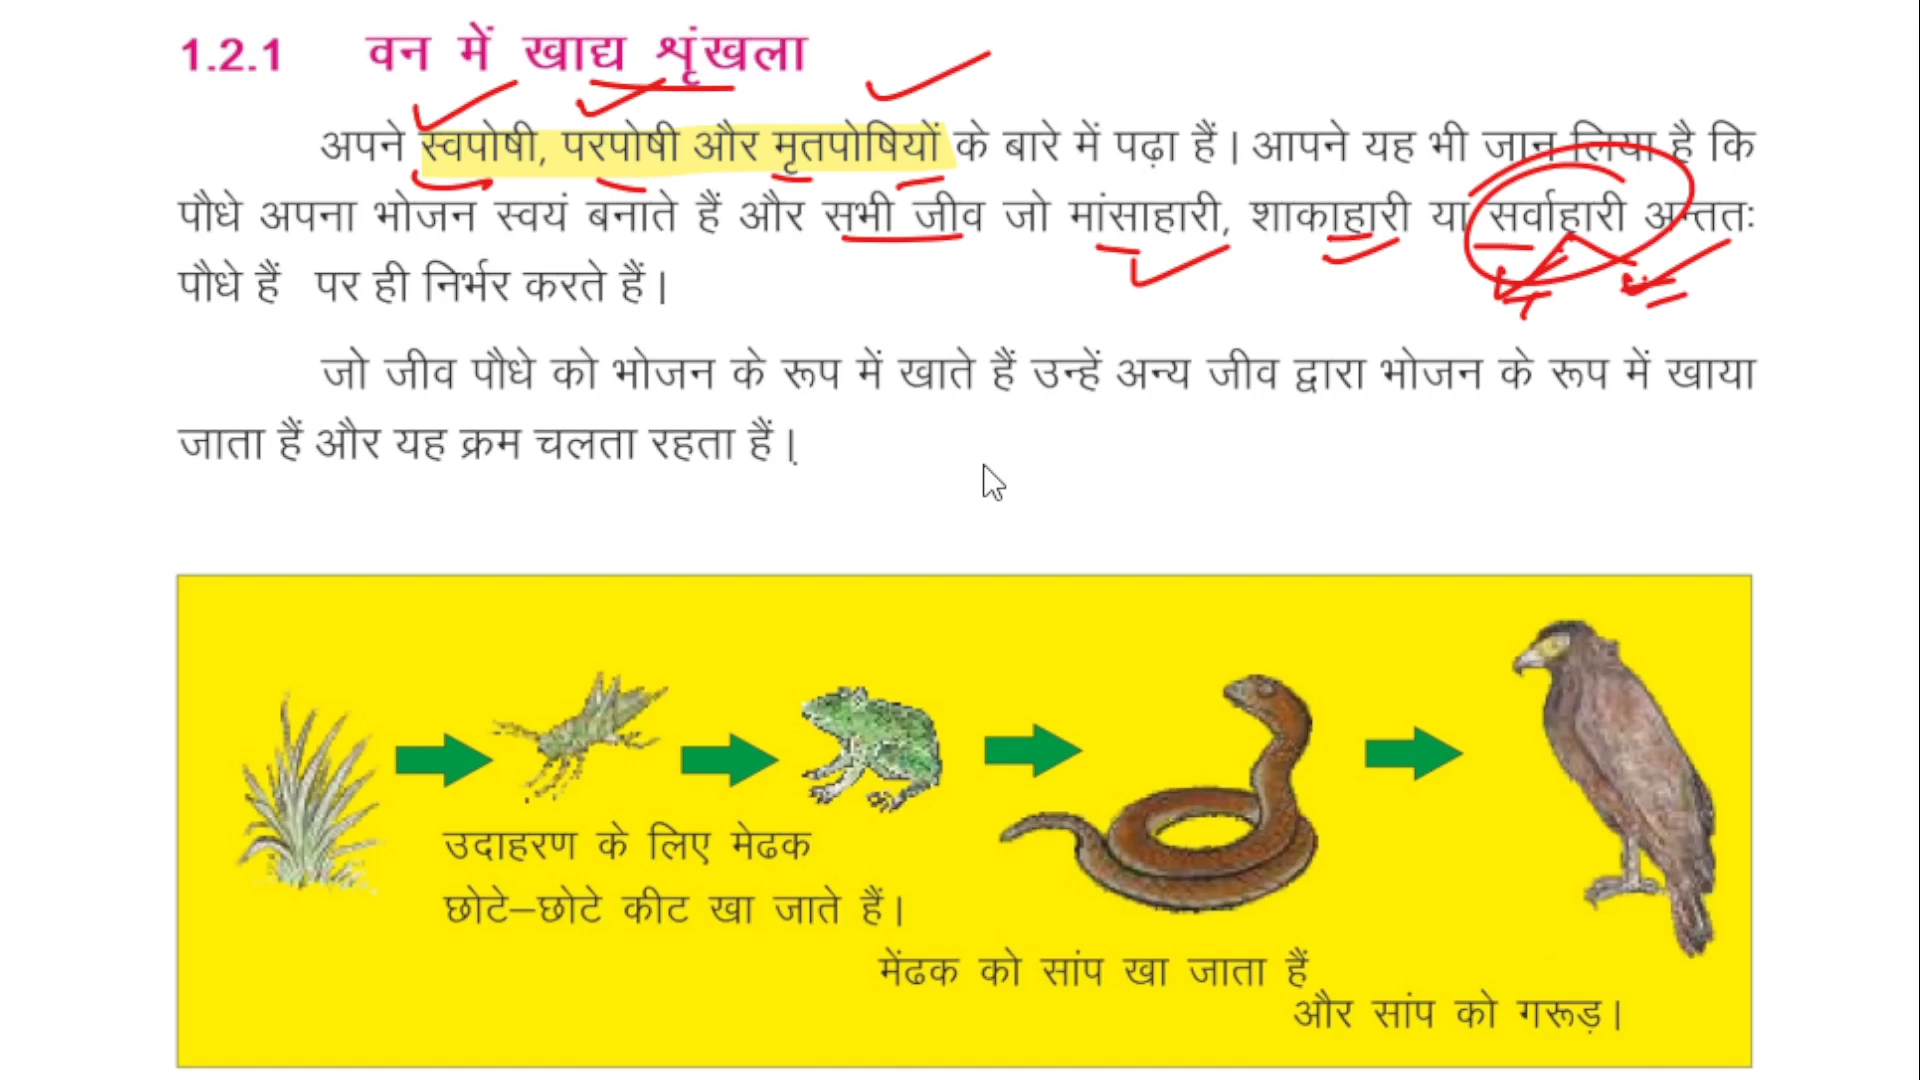 1.2.1 वन में खाद्य शृंखला
अपने स्वपोषी, परपोषी और मृतपोषियों के बारे में पढ़ा हैं। आपने यह भी जान लिया है कि
पौधे अपना भोजन स्वयं बनाते हैं और सभी जीव जो मांसाहारी, शाकाहारी या सर्वाहारी अन्ततः
पौधे हैं पर ही निर्भर करते हैं।
जो जीव पौधे को भोजन के रूप में खाते हैं उन्हें अन्य जीव द्वारा भोजन के रूप में खाया
जाता हैं और यह क्रम चलता रहता हैं।
उदाहरण के लिए मेढक
छोटे–छोटे कीट खा जाते हैं।
मेंढक को सांप खा जाता हैं
और सांप को गरूड़।